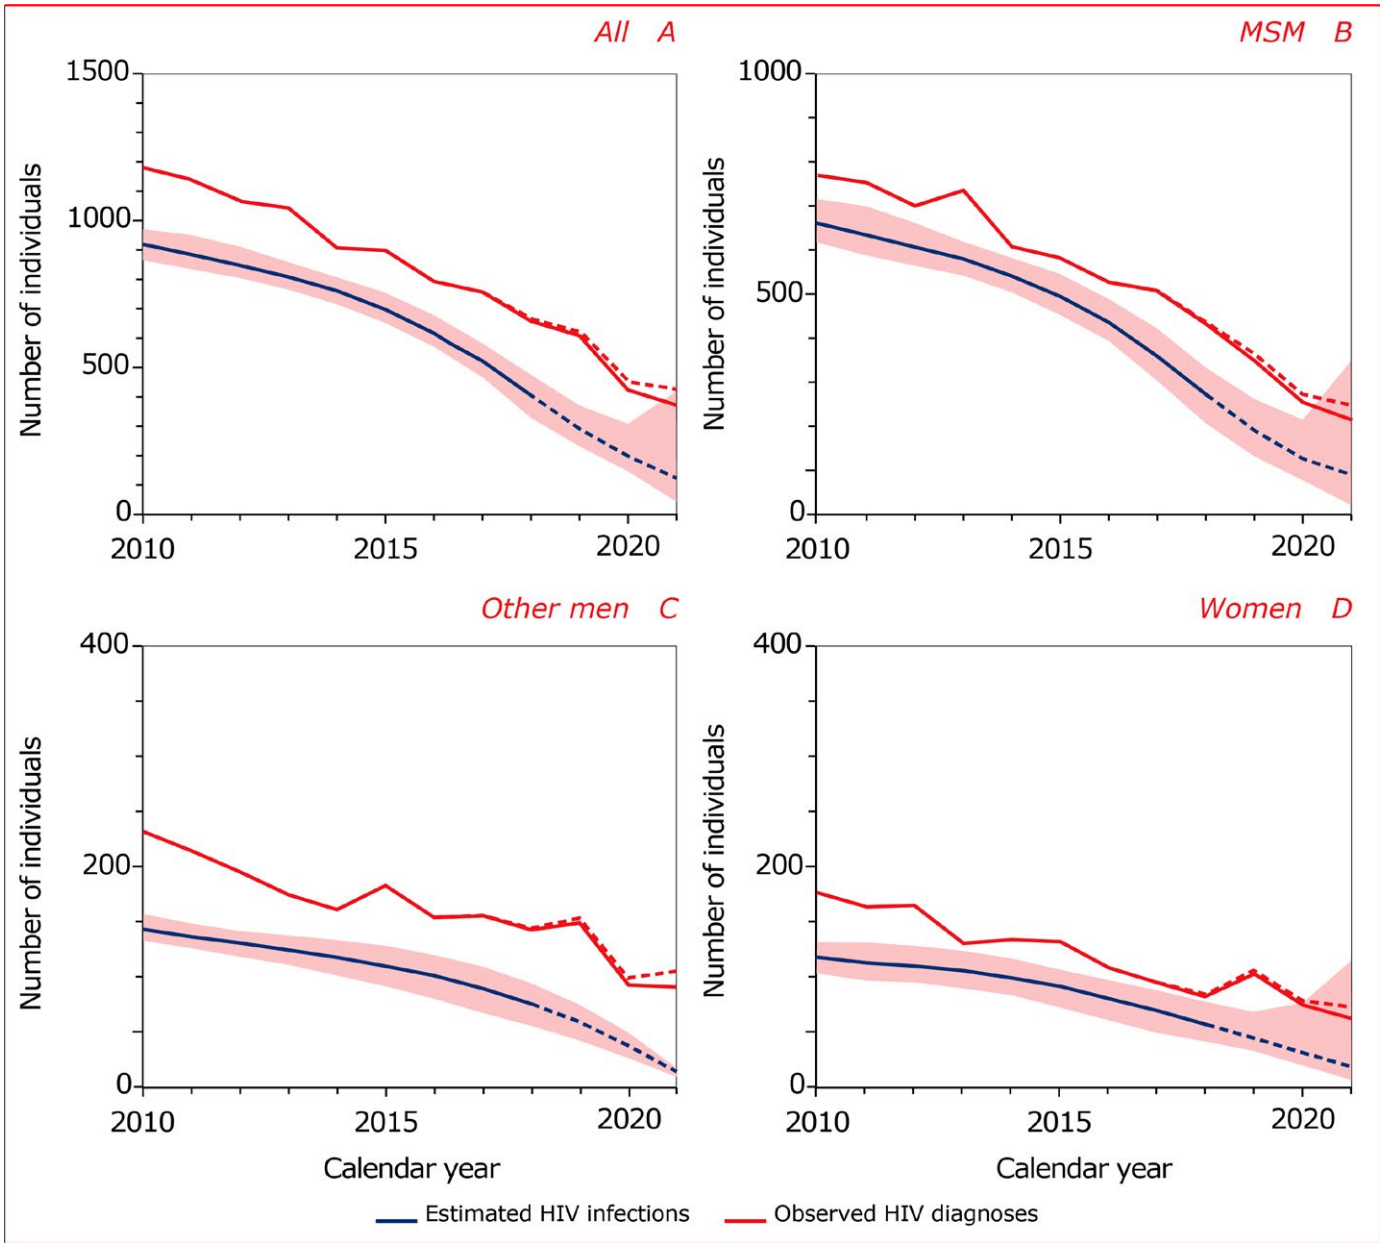 All A
MSM B
1500
1000
500
0
Number of individuals
2010
2015
2020
1000
500
0
Number of individuals
2010
2015
2020
Other men C
Women D
400
200
0
Number of individuals
2010
2015
2020
Calendar year
400
200
0
Number of individuals
2010
2015
2020
Calendar year
Estimated HIV infections
Observed HIV diagnoses